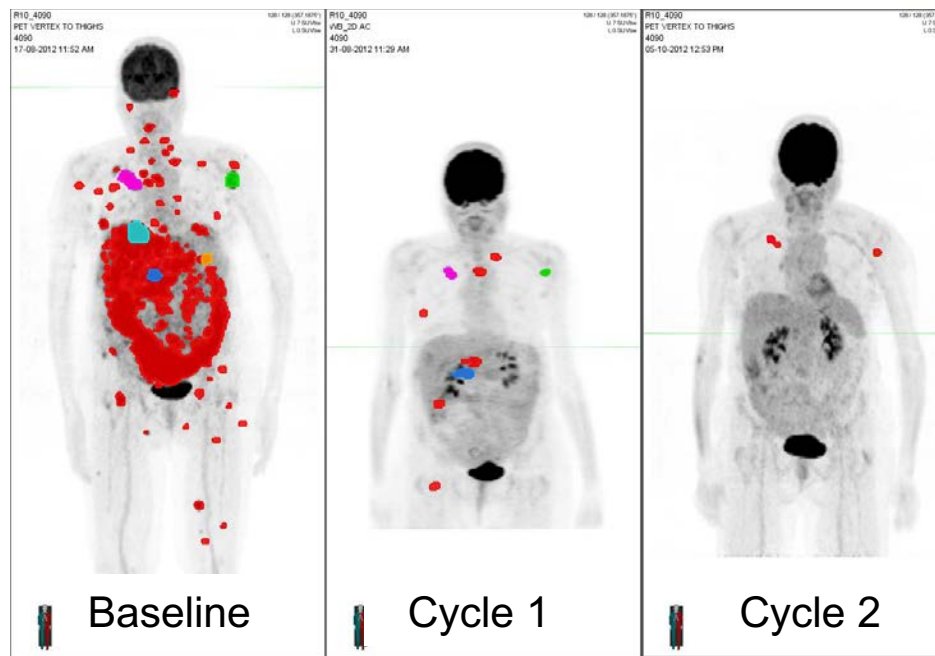 R10_4090
PET VERTEX TO THIGHS
4090
17-08-2012 11:52 AM
Baseline
R10_4090
WB_2D AC
4090
31-08-2012 11:29 AM
Cycle 1
R10_4090
PET VERTEX TO THIGHS
4090
05-10-2012 12:53 PM
Cycle 2